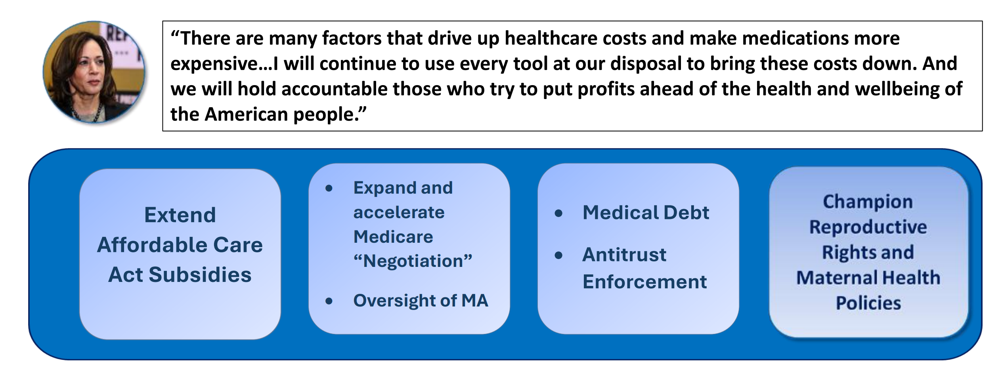 REP
“There are many factors that drive up healthcare costs and make medications more
expensive...I will continue to use every tool at our disposal to bring these costs down. And
we will hold accountable those who try to put profits ahead of the health and wellbeing of
the American people.”
Extend
Affordable Care
Act Subsidies
• Expand and
accelerate
Medicare
“Negotiation”
• Oversight of MA
• Medical Debt
• Antitrust
Enforcement
Champion
Reproductive
Rights and
Maternal Health
Policies